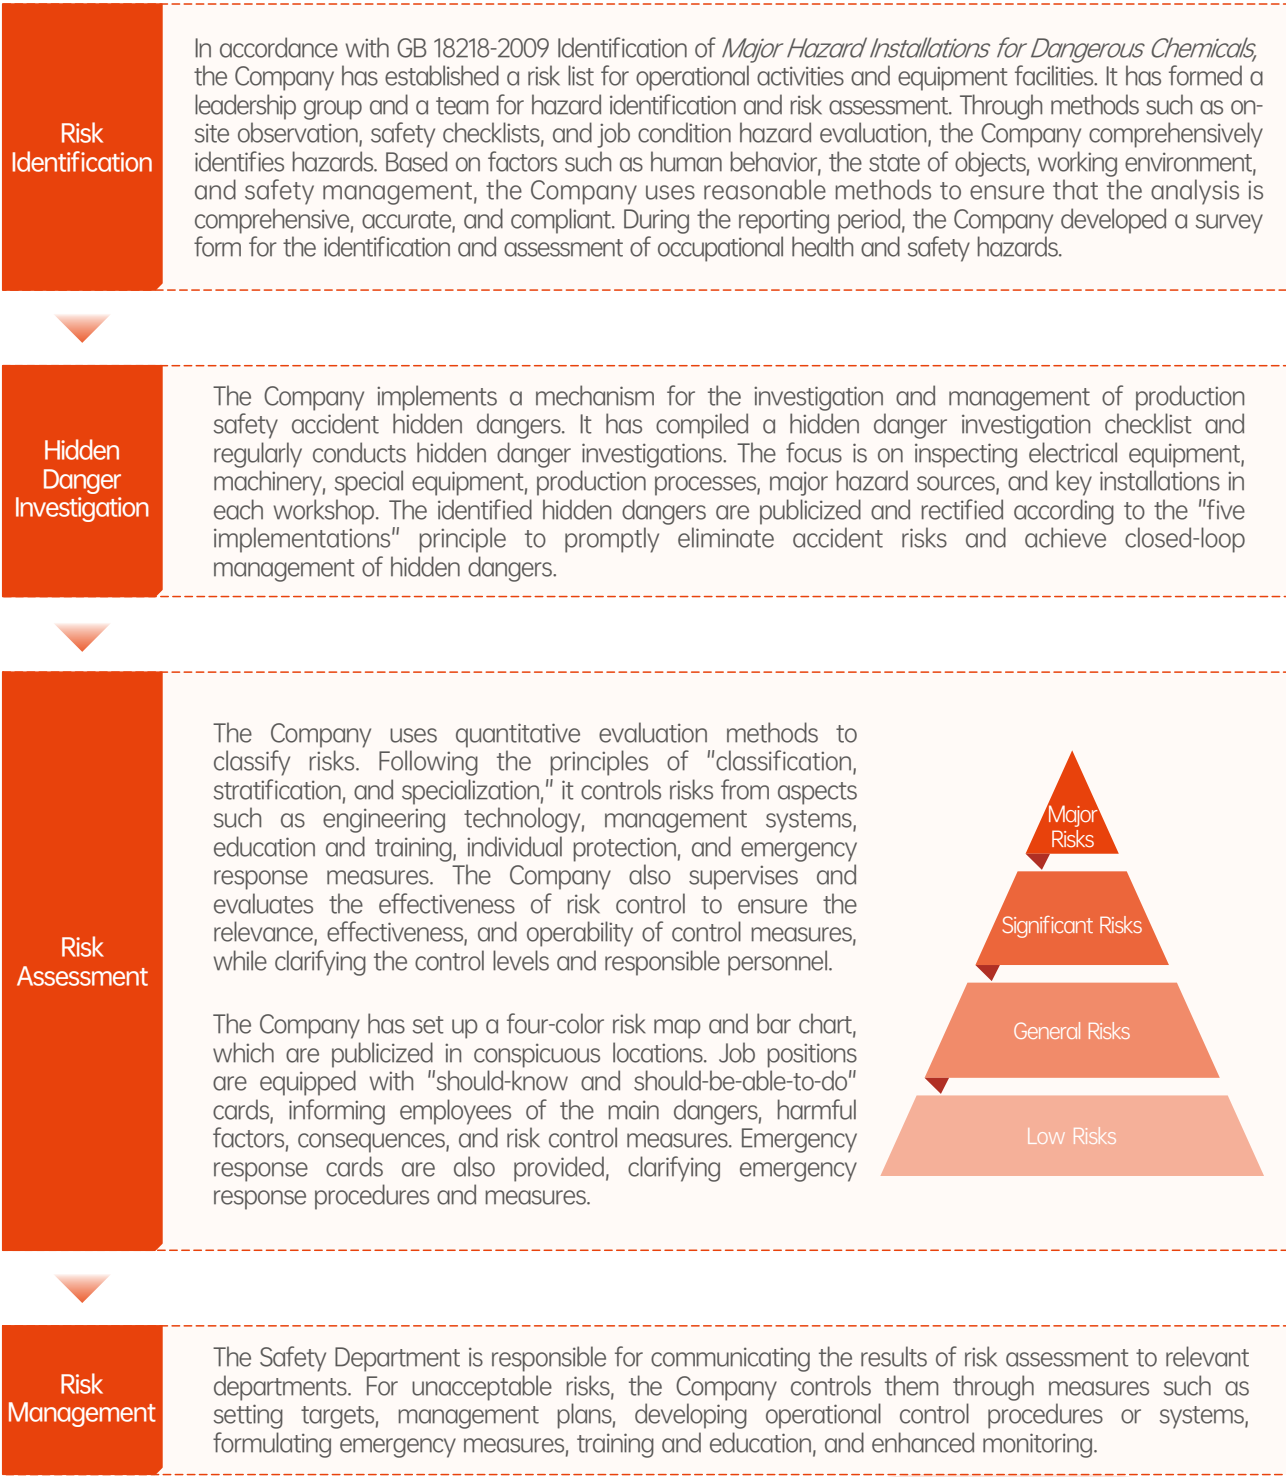 Risk
Identification
In accordance with GB 18218-2009 Identification of Major Hazard Installations for Dangerous Chemicals,
the Company has established a risk list for operational activities and equipment facilities. It has formed a
leadership group and a team for hazard identification and risk assessment. Through methods such as on-
site observation, safety checklists, and job condition hazard evaluation, the Company comprehensively
identifies hazards. Based on factors such as human behavior, the state of objects, working environment,
and safety management, the Company uses reasonable methods to ensure that the analysis is
comprehensive, accurate, and compliant. During the reporting period, the Company developed a survey
form for the identification and assessment of occupational health and safety hazards.
Hidden
Danger
Investigation
The Company implements a mechanism for the investigation and management of production
safety accident hidden dangers. It has compiled a hidden danger investigation checklist and
regularly conducts hidden danger investigations. The focus is on inspecting electrical equipment,
machinery, special equipment, production processes, major hazard sources, and key installations in
each workshop. The identified hidden dangers are publicized and rectified according to the "five
implementations" principle to promptly eliminate accident risks and achieve closed-loop
management of hidden dangers.
Risk
Assessment
The Company uses quantitative evaluation methods to
classify risks. Following the principles of "classification,
stratification, and specialization," it controls risks from aspects
such as engineering technology, management systems,
education and training, individual protection, and emergency
response measures. The Company also supervises and
evaluates the effectiveness of risk control to ensure the
relevance, effectiveness, and operability of control measures,
while clarifying the control levels and responsible personnel.
The Company has set up a four-color risk map and bar chart,
which are publicized in conspicuous locations. Job positions
are equipped with "should-know and should-be-able-to-do"
cards, informing employees of the main dangers, harmful
factors, consequences, and risk control measures. Emergency
response cards are also provided, clarifying emergency
response procedures and measures.
Major
Risks
Significant Risks
General Risks
Low Risks
Risk
Management
The Safety Department is responsible for communicating the results of risk assessment to relevant
departments. For unacceptable risks, the Company controls them through measures such as
setting targets, management plans, developing operational control procedures or systems,
formulating emergency measures, training and education, and enhanced monitoring.